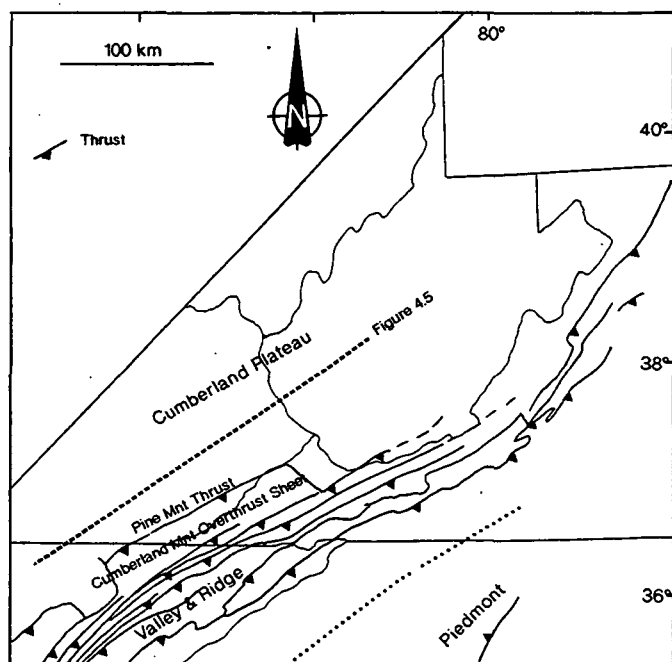 100 km
80°
N
Thrust
40°
Figure 4.5
38°
Cumberland Plateau
Pine Mnt Thrust
Cumberland Mnt Overthrust Sheet
Valley & Ridge
36°
Piedmont